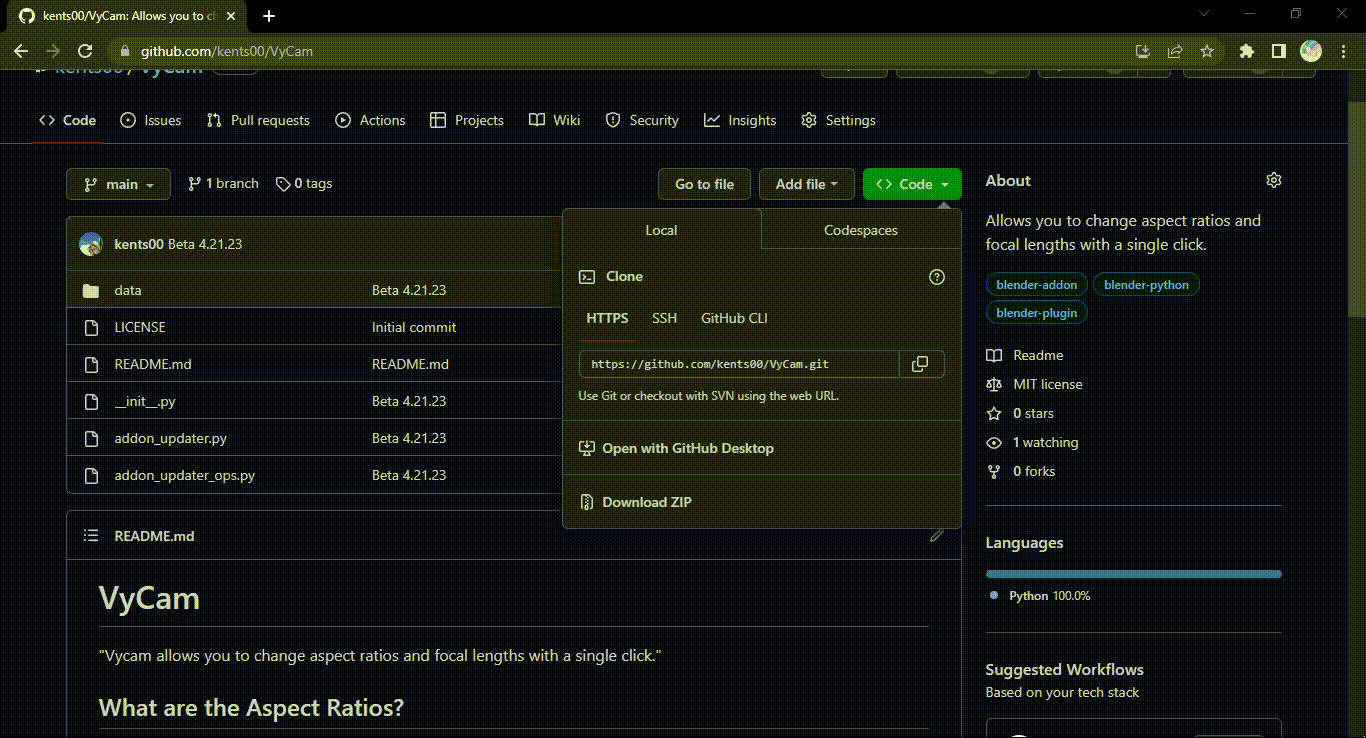 kents00/VyCam: Allows you to ch
github.com/kents00/VyCam
kents00 / VyCam
Code Issues Pull requests Actions Projects Wiki Security Insights Settings
main 1 branch 0 tags Go to file Add file Code
kents00 Beta 4.21.23
data Beta 4.21.23
LICENSE Initial commit
README.md README.md
__init__.py Beta 4.21.23
addon_updater.py Beta 4.21.23
addon_updater_ops.py Beta 4.21.23
Local Codespaces
Clone
HTTPS SSH GitHub CLI
https://github.com/kents00/VyCam.git
Use Git or checkout with SVN using the web URL.
Open with GitHub Desktop
Download ZIP
README.md
VyCam
"Vycam allows you to change aspect ratios and focal lengths with a single click."
What are the Aspect Ratios?
About
Allows you to change aspect ratios and
focal lengths with a single click.
blender-addon blender-python
blender-plugin
Readme
MIT license
0 stars
1 watching
0 forks
Languages
Python 100.0%
Suggested Workflows
Based on your tech stack